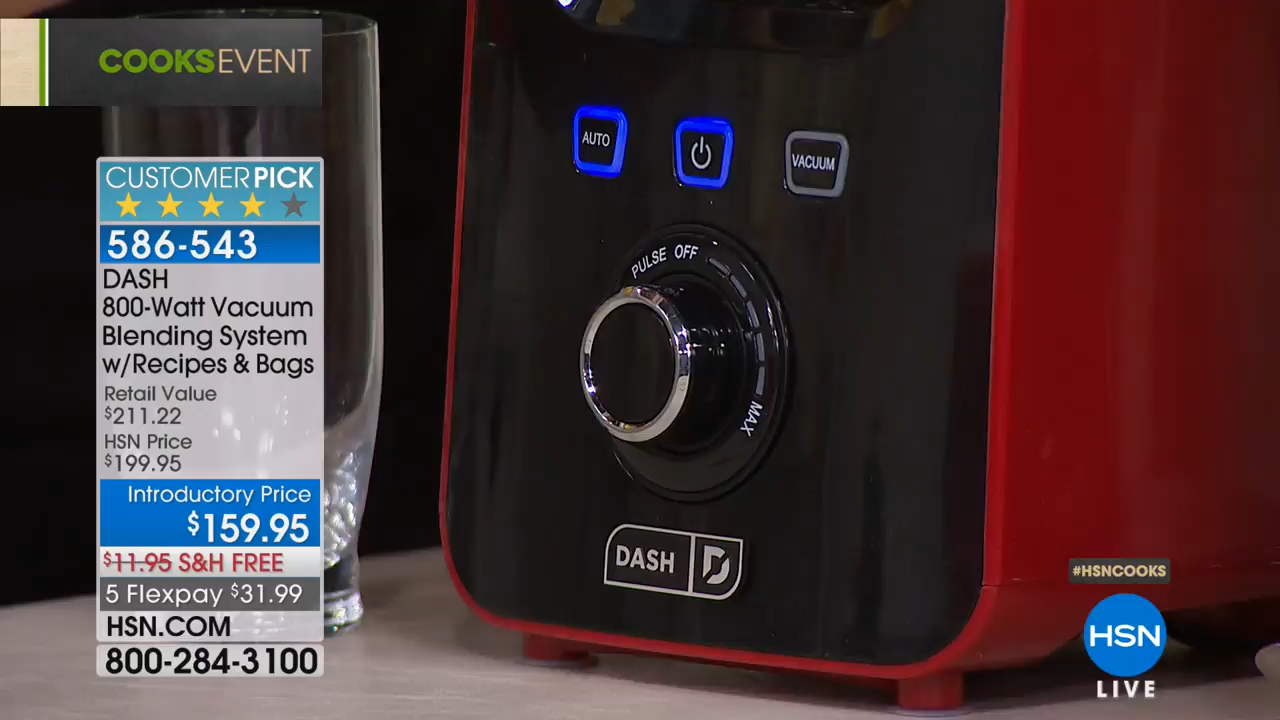 COOKSEVENT
CUSTOMERPICK
586-543
DASH
800-Watt Vacuum
Blending System
w/Recipes & Bags
Retail Value
$211.22
HSN Price
$199.95
Introductory Price
$159.95
$11.95 S&H FREE
5 Flexpay $31.99
HSN.COM
800-284-3100
AUTO
VACUUM
PULSE OFF
MAX
DASH
#HSNCOOKS
HSN
LIVE